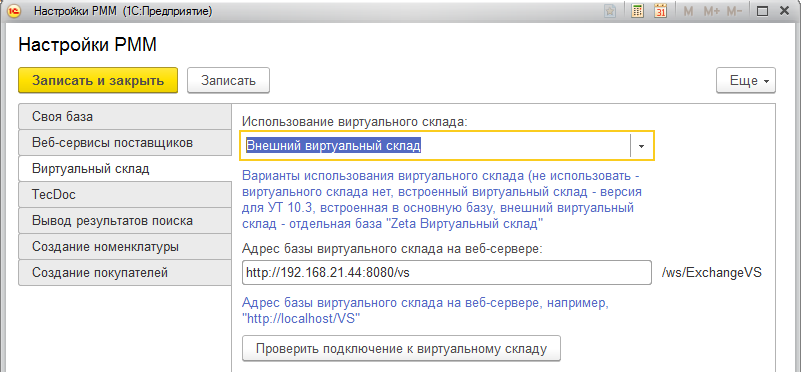 Настройки РММ (1С:Предприятие)
M M+ M-
Настройки РММ
Записать и закрыть
Записать
Еще
Своя база
Веб-сервисы поставщиков
Виртуальный склад
TecDoc
Вывод результатов поиска
Создание номенклатуры
Создание покупателей
Использование виртуального склада:
Внешний виртуальный склад
Варианты использования виртуального склада (не использовать -
виртуального склада нет, встроенный виртуальный склад - версия
для УТ 10.3, встроенная в основную базу, внешний виртуальный
склад - отдельная база "Zeta Виртуальный склад"
Адрес базы виртуального склада на веб-сервере:
http://192.168.21.44:8080/vs /ws/ExchangeVS
Адрес базы виртуального склада на веб-сервере, например,
"http://localhost/VS"
Проверить подключение к виртуальному складу